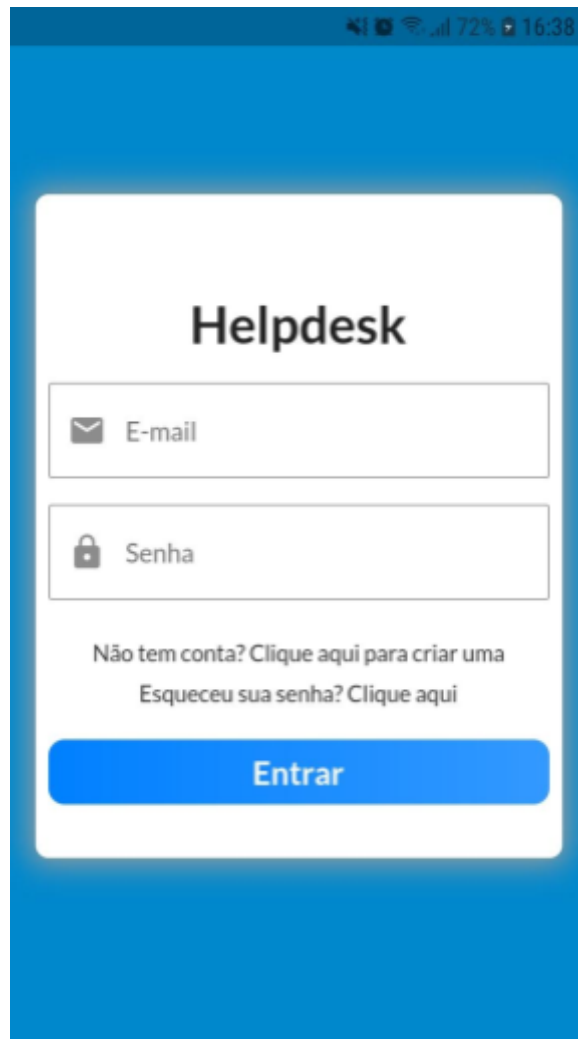 72% 16:38
Helpdesk
E-mail
Senha
Não tem conta? Clique aqui para criar uma
Esqueceu sua senha? Clique aqui
Entrar